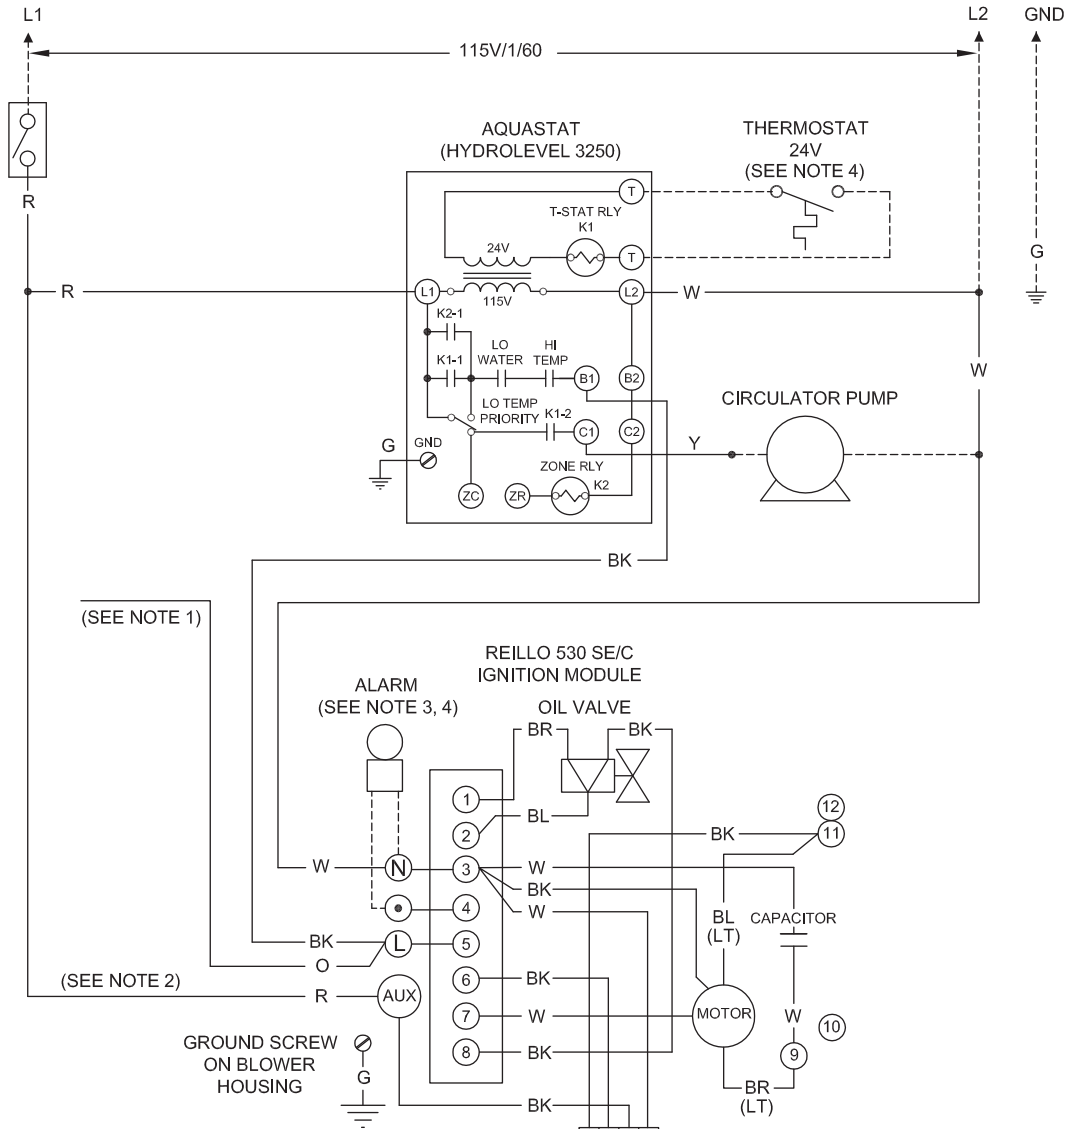 L1
L2
GND
115V/1/60
AQUASTAT
(HYDROLEVEL 3250)
THERMOSTAT
24V
(SEE NOTE 4)
R
T
T-STAT RLY
K1
24V
T
G
R
L1
115V
L2
W
K2-1
K1-1
LO
WATER
HI
TEMP
B1
B2
W
LO TEMP
PRIORITY
K1-2
C1
C2
CIRCULATOR PUMP
G
GND
Y
ZONE RLY
K2
ZC
ZR
BK
(SEE NOTE 1)
REILLO 530 SE/C
IGNITION MODULE
ALARM
(SEE NOTE 3, 4)
OIL VALVE
BR
BK
1
BL
2
12
BK
11
W
N
3
W
BK
4
W
BL
(LT)
CAPACITOR
BK
L
5
O
(SEE NOTE 2)
R
AUX
6
BK
7
W
MOTOR
W
10
GROUND SCREW
ON BLOWER
HOUSING
G
8
BK
9
BR
(LT)
BK